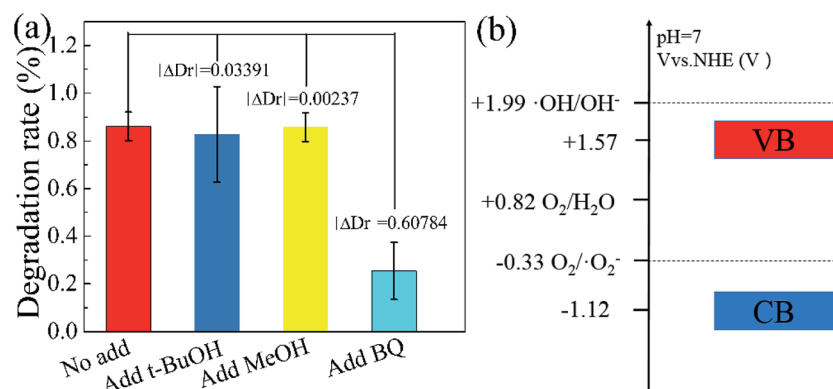 (a)
Degradation rate (%)
1.2
1.0
0.8
0.6
0.4
0.2
0.0
|ΔDr|=0.03391
|ΔDr|=0.00237
|ΔDr|=0.60784
No add
Add t-BuOH
Add MeOH
Add BQ
(b)
pH=7
Vvs.NHE (V )
+1.99 ·OH/OH⁻
+1.57
VB
+0.82 O₂/H₂O
-0.33 O₂/·O₂⁻
-1.12
CB